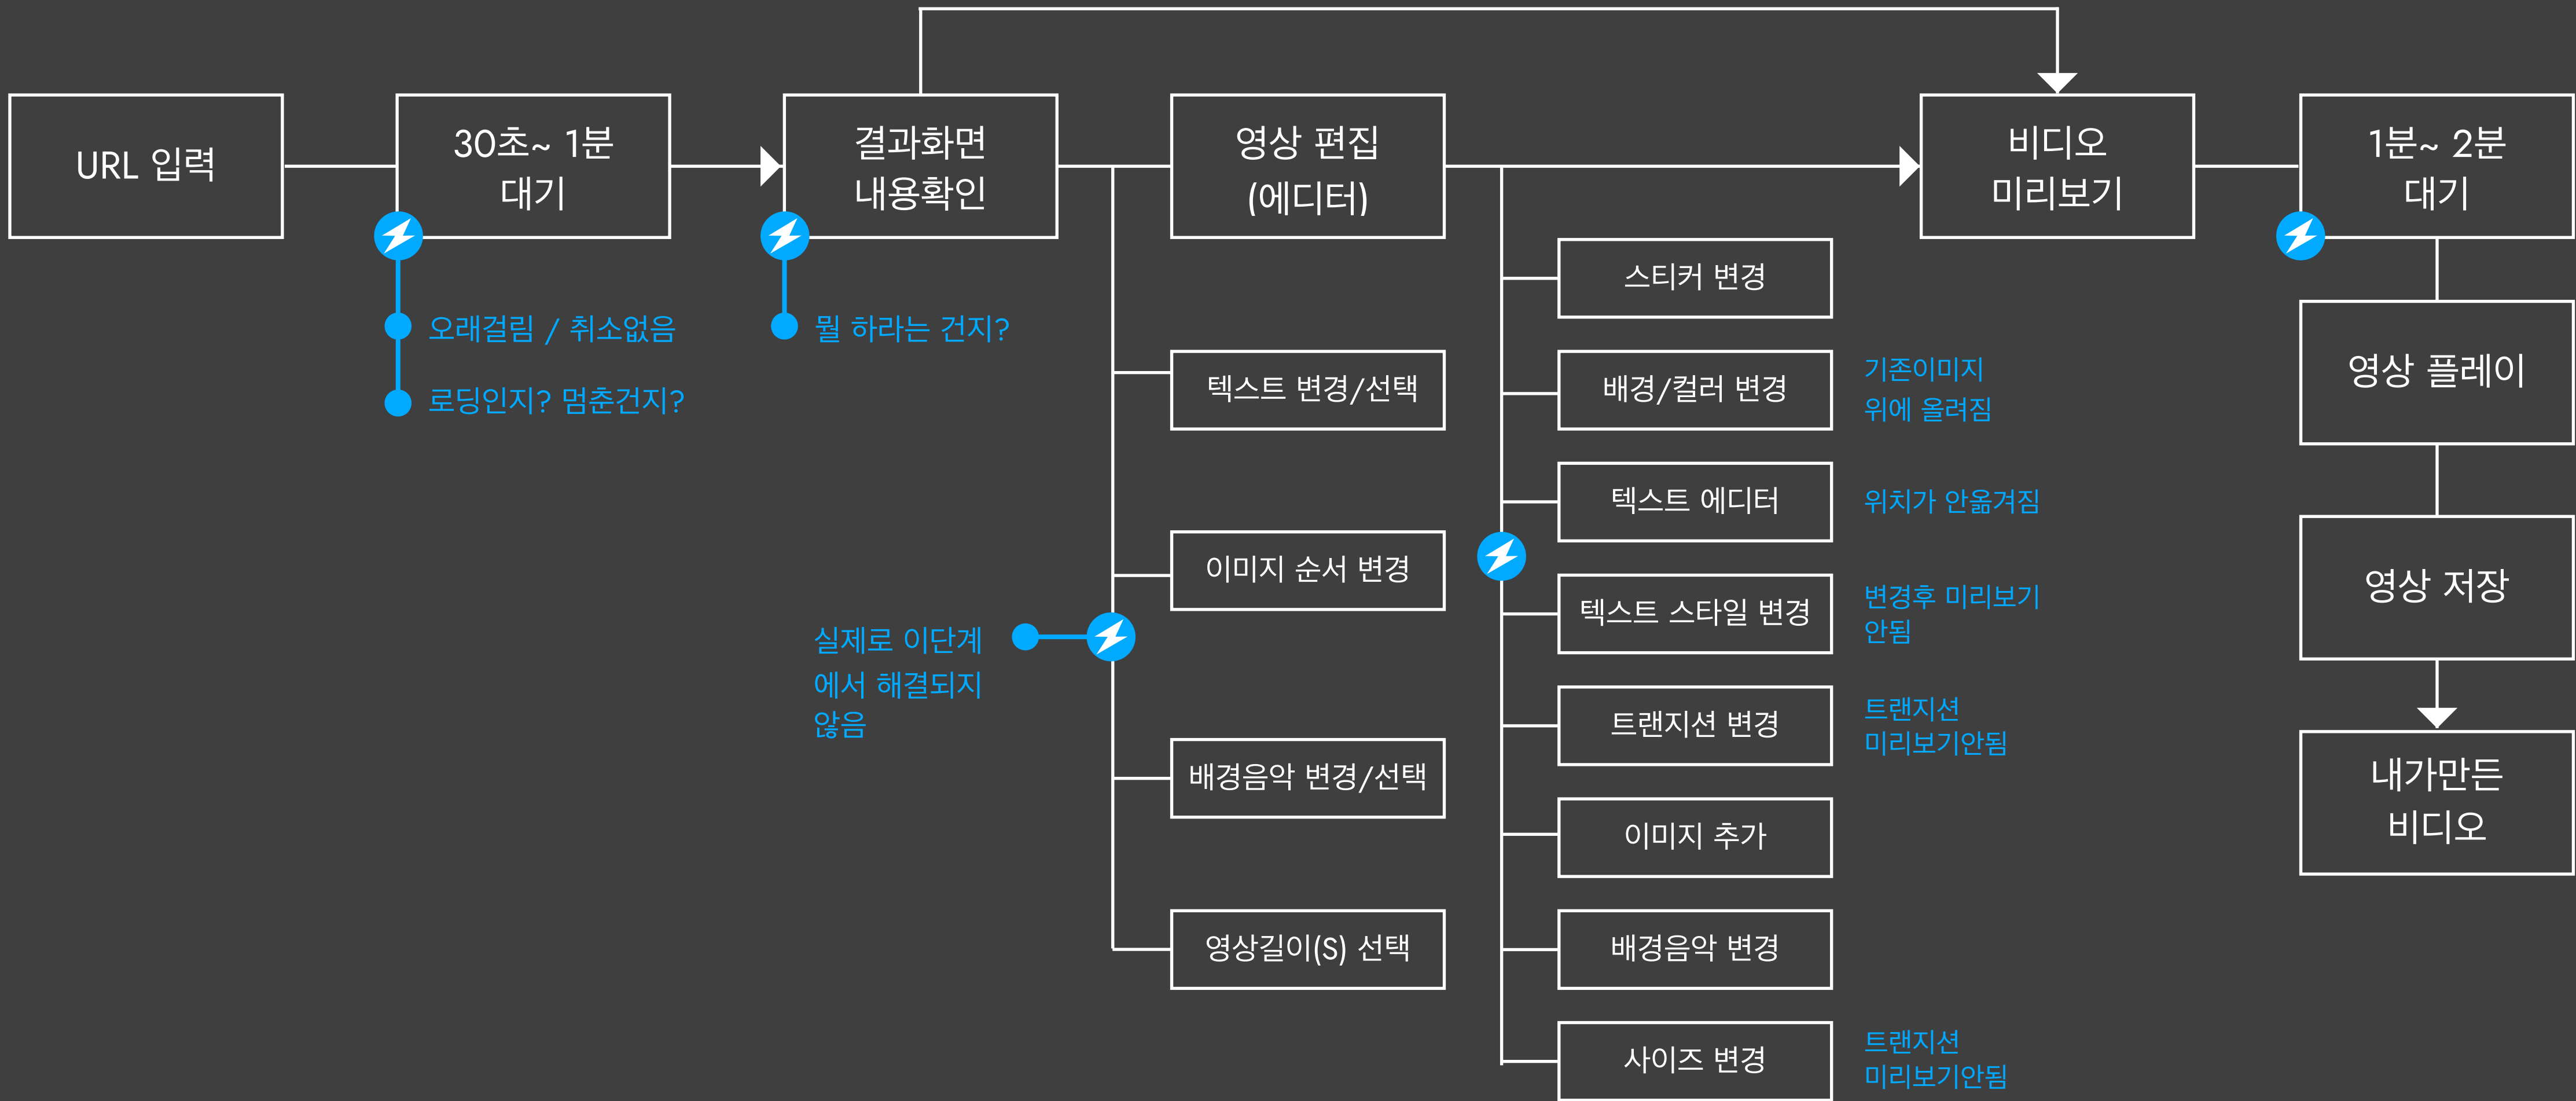 URL 입력
30초~ 1분
대기
결과화면
내용확인
영상 편집
(에디터)
비디오
미리보기
1분~ 2분
대기
오래걸림 / 취소없음
로딩인지? 멈춘건지?
뭘 하라는 건지?
텍스트 변경/선택
이미지 순서 변경
실제로 이단계
에서 해결되지
않음
배경음악 변경/선택
영상길이(S) 선택
스티커 변경
배경/컬러 변경
기존이미지
위에 올려짐
텍스트 에디터
위치가 안옮겨짐
텍스트 스타일 변경
변경후 미리보기
안됨
트랜지션 변경
트랜지션
미리보기안됨
이미지 추가
배경음악 변경
사이즈 변경
트랜지션
미리보기안됨
영상 플레이
영상 저장
내가만든
비디오